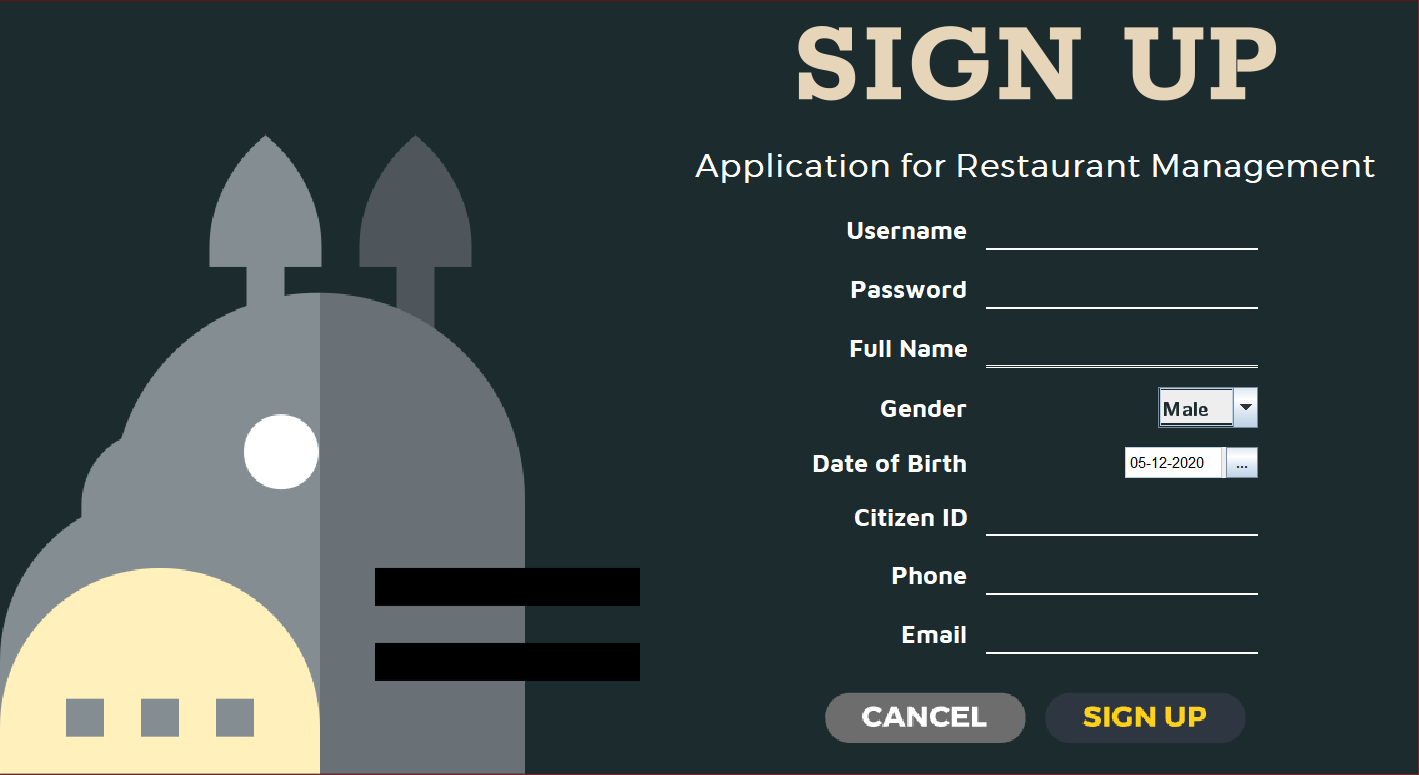 SIGN UP
Application for Restaurant Management
Username
Password
Full Name
Gender Male
Date of Birth 05-12-2020 ...
Citizen ID
Phone
Email
CANCEL SIGN UP